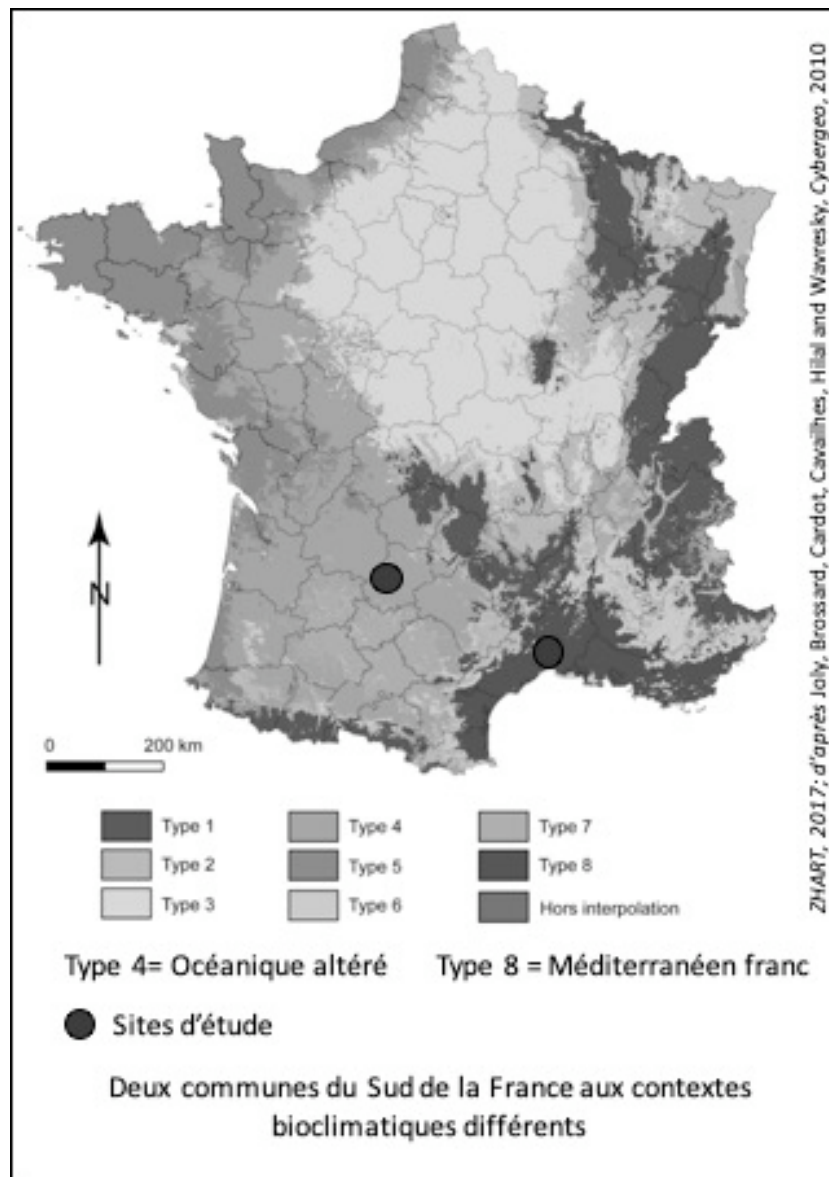 ZHART, 2017; d'après Joly, Brossard, Cardot, Cavailhes, Hilal and Wavresky, Cybergeo, 2010
N
0 200 km
Type 1 Type 4 Type 7
Type 2 Type 5 Type 8
Type 3 Type 6 Hors interpolation
Type 4= Océanique altéré Type 8 = Méditerranéen franc
Sites d'étude
Deux communes du Sud de la France aux contextes
bioclimatiques différents